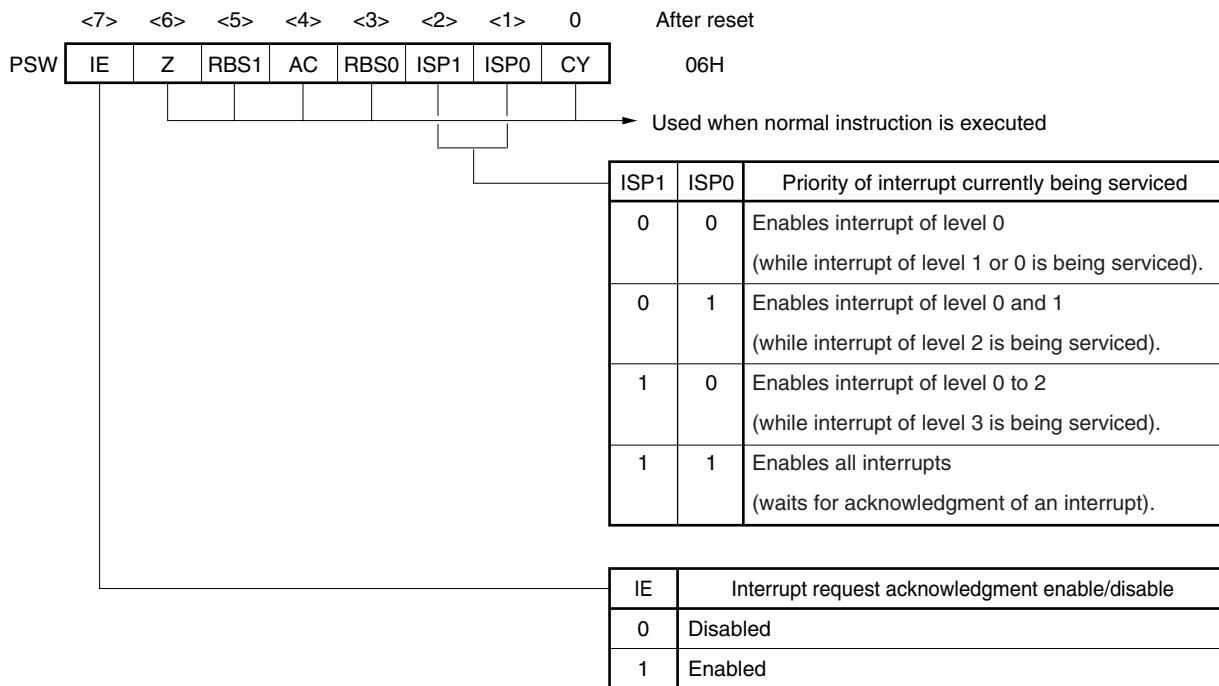 <7> <6> <5> <4> <3> <2> <1> 0 After reset
PSW IE Z RBS1 AC RBS0 ISP1 ISP0 CY 06H
Used when normal instruction is executed
ISP1 ISP0 Priority of interrupt currently being serviced
0 0 Enables interrupt of level 0
(while interrupt of level 1 or 0 is being serviced).
0 1 Enables interrupt of level 0 and 1
(while interrupt of level 2 is being serviced).
1 0 Enables interrupt of level 0 to 2
(while interrupt of level 3 is being serviced).
1 1 Enables all interrupts
(waits for acknowledgment of an interrupt).
IE Interrupt request acknowledgment enable/disable
0 Disabled
1 Enabled